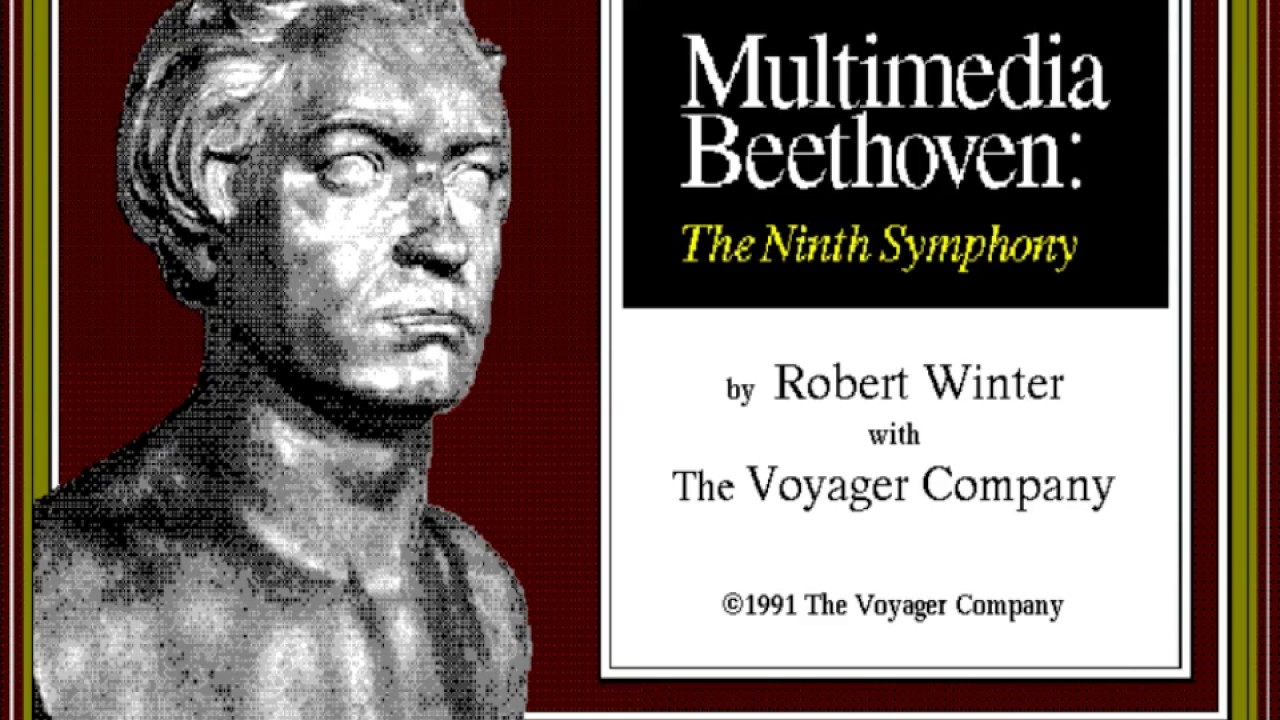 Multimedia
Beethoven:
The Ninth Symphony
by Robert Winter
with
The Voyager Company
©1991 The Voyager Company